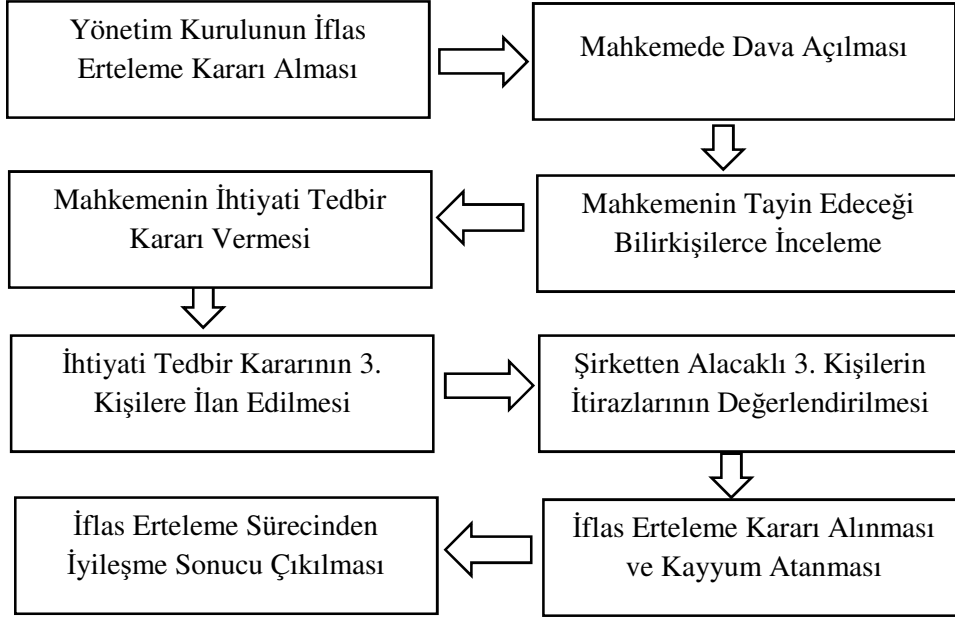 Yönetim Kurulunun İflas
Erteleme Kararı Alması
Mahkemede Dava Açılması
Mahkemenin Tayin Edeceği
Bilirkişilerce İnceleme
Mahkemenin İhtiyati Tedbir
Kararı Vermesi
İhtiyati Tedbir Kararının 3.
Kişilere İlan Edilmesi
Şirketten Alacaklı 3. Kişilerin
İtirazlarının Değerlendirilmesi
İflas Erteleme Kararı Alınması
ve Kayyum Atanması
İflas Erteleme Sürecinden
İyileşme Sonucu Çıkılması